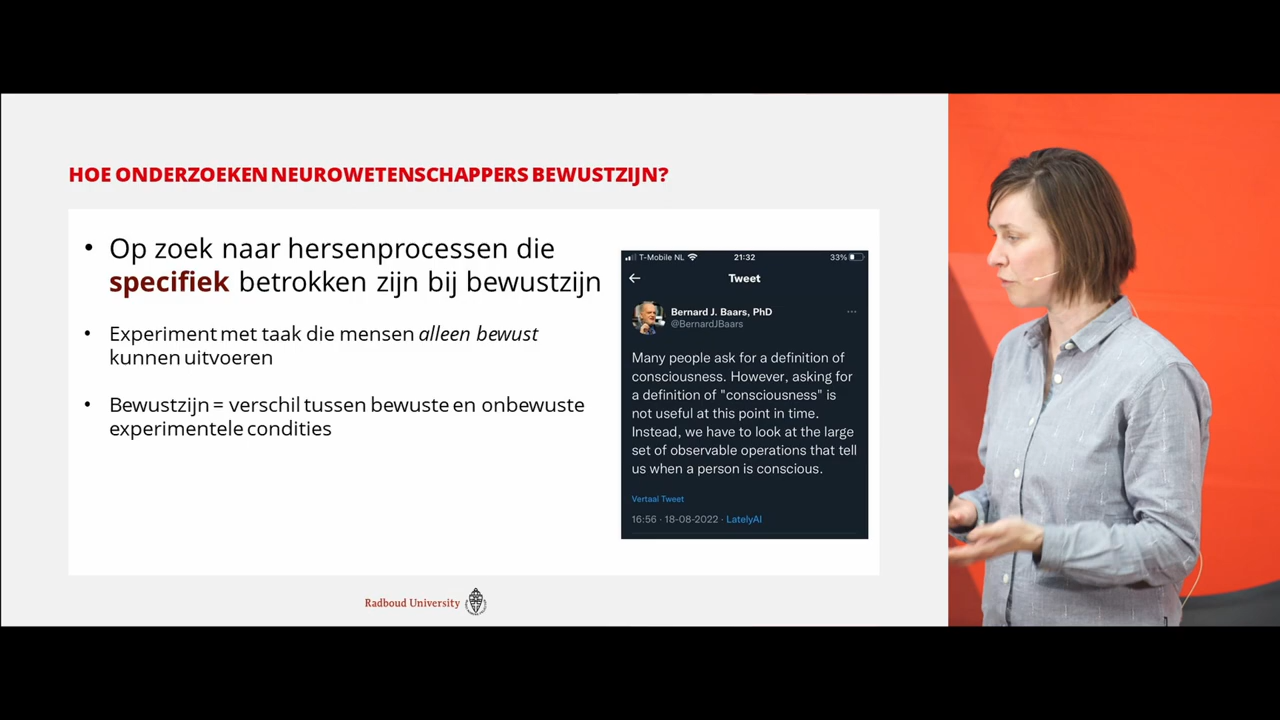 HOE ONDERZOEKEN NEUROWETENSCHAPPERS BEWUSTZIJN?
• Op zoek naar hersenprocessen die
specifiek betrokken zijn bij bewustzijn
• Experiment met taak die mensen alleen bewust
kunnen uitvoeren
• Bewustzijn = verschil tussen bewuste en onbewuste
experimentele condities
T-Mobile NL 21:32 33%
Tweet
Bernard J. Baars, PhD
@BernardJBaars
Many people ask for a definition of
consciousness. However, asking for
a definition of "consciousness" is
not useful at this point in time.
Instead, we have to look at the large
set of observable operations that tell
us when a person is conscious.
Vertaal Tweet
16:56 · 18-08-2022 · LatelyAI
Radboud University